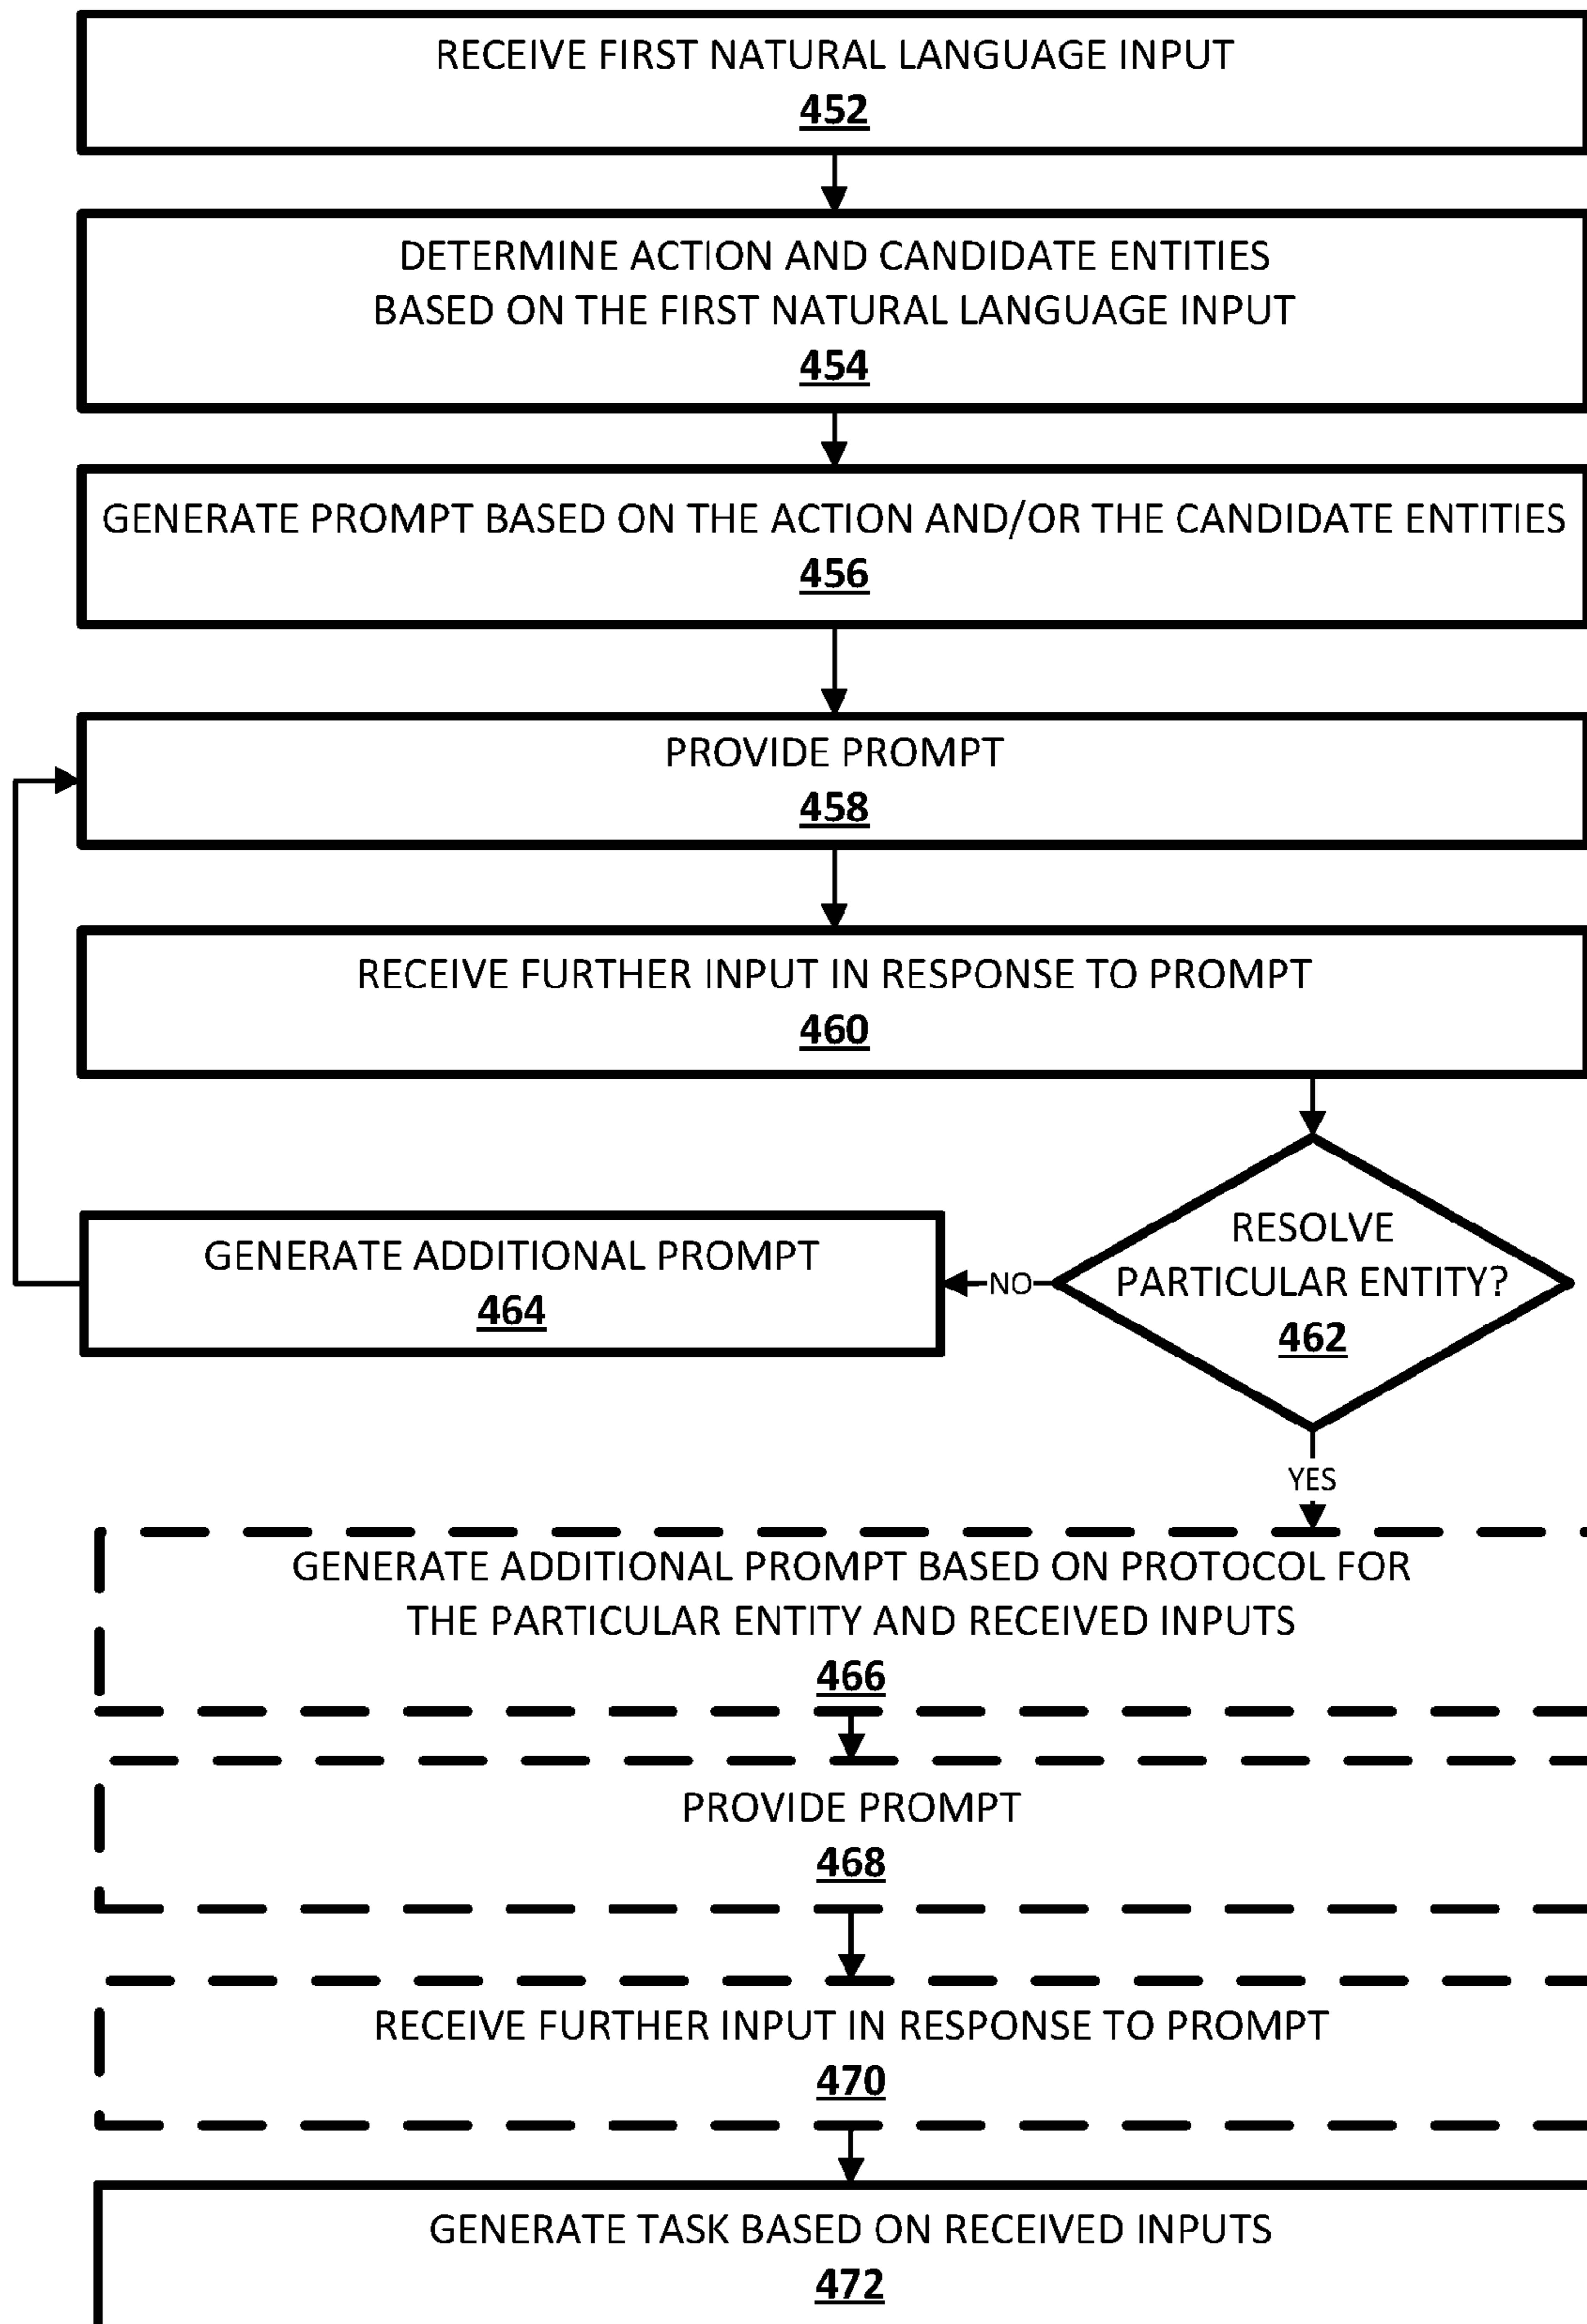 RECEIVE FIRST NATURAL LANGUAGE INPUT
452
DETERMINE ACTION AND CANDIDATE ENTITIES
BASED ON THE FIRST NATURAL LANGUAGE INPUT
454
GENERATE PROMPT BASED ON THE ACTION AND/OR THE CANDIDATE ENTITIES
456
PROVIDE PROMPT
458
RECEIVE FURTHER INPUT IN RESPONSE TO PROMPT
460
RESOLVE
PARTICULAR ENTITY?
462
NO
GENERATE ADDITIONAL PROMPT
464
YES
GENERATE ADDITIONAL PROMPT BASED ON PROTOCOL FOR
THE PARTICULAR ENTITY AND RECEIVED INPUTS
466
PROVIDE PROMPT
468
RECEIVE FURTHER INPUT IN RESPONSE TO PROMPT
470
GENERATE TASK BASED ON RECEIVED INPUTS
472